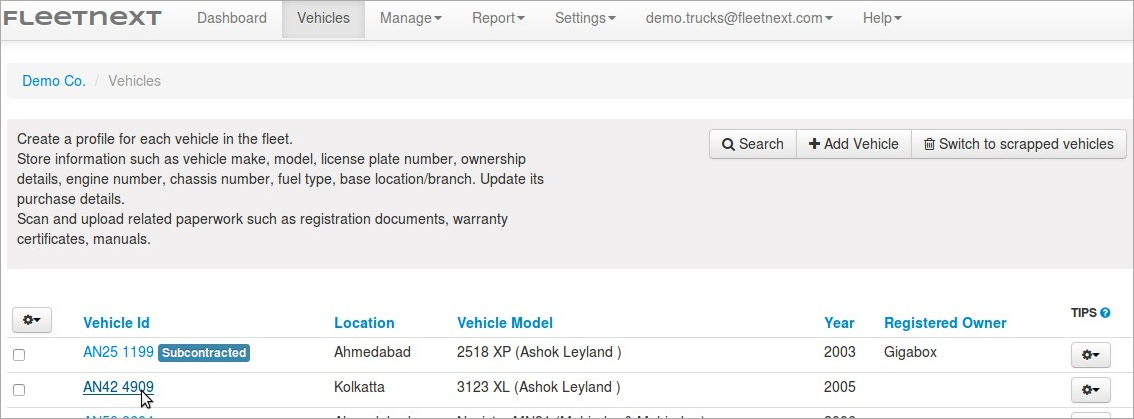 FLEETNEXT Dashboard Vehicles Manage Report Settings demo.trucks@fleetnext.com Help
Demo Co. / Vehicles
Create a profile for each vehicle in the fleet.
Store information such as vehicle make, model, license plate number, ownership
details, engine number, chassis number, fuel type, base location/branch. Update its
purchase details.
Scan and upload related paperwork such as registration documents, warranty
certificates, manuals.
Search Add Vehicle Switch to scrapped vehicles
Vehicle Id Location Vehicle Model Year Registered Owner TIPS
AN25 1199 Subcontracted Ahmedabad 2518 XP (Ashok Leyland ) 2003 Gigabox
AN42 4909 Kolkatta 3123 XL (Ashok Leyland ) 2005